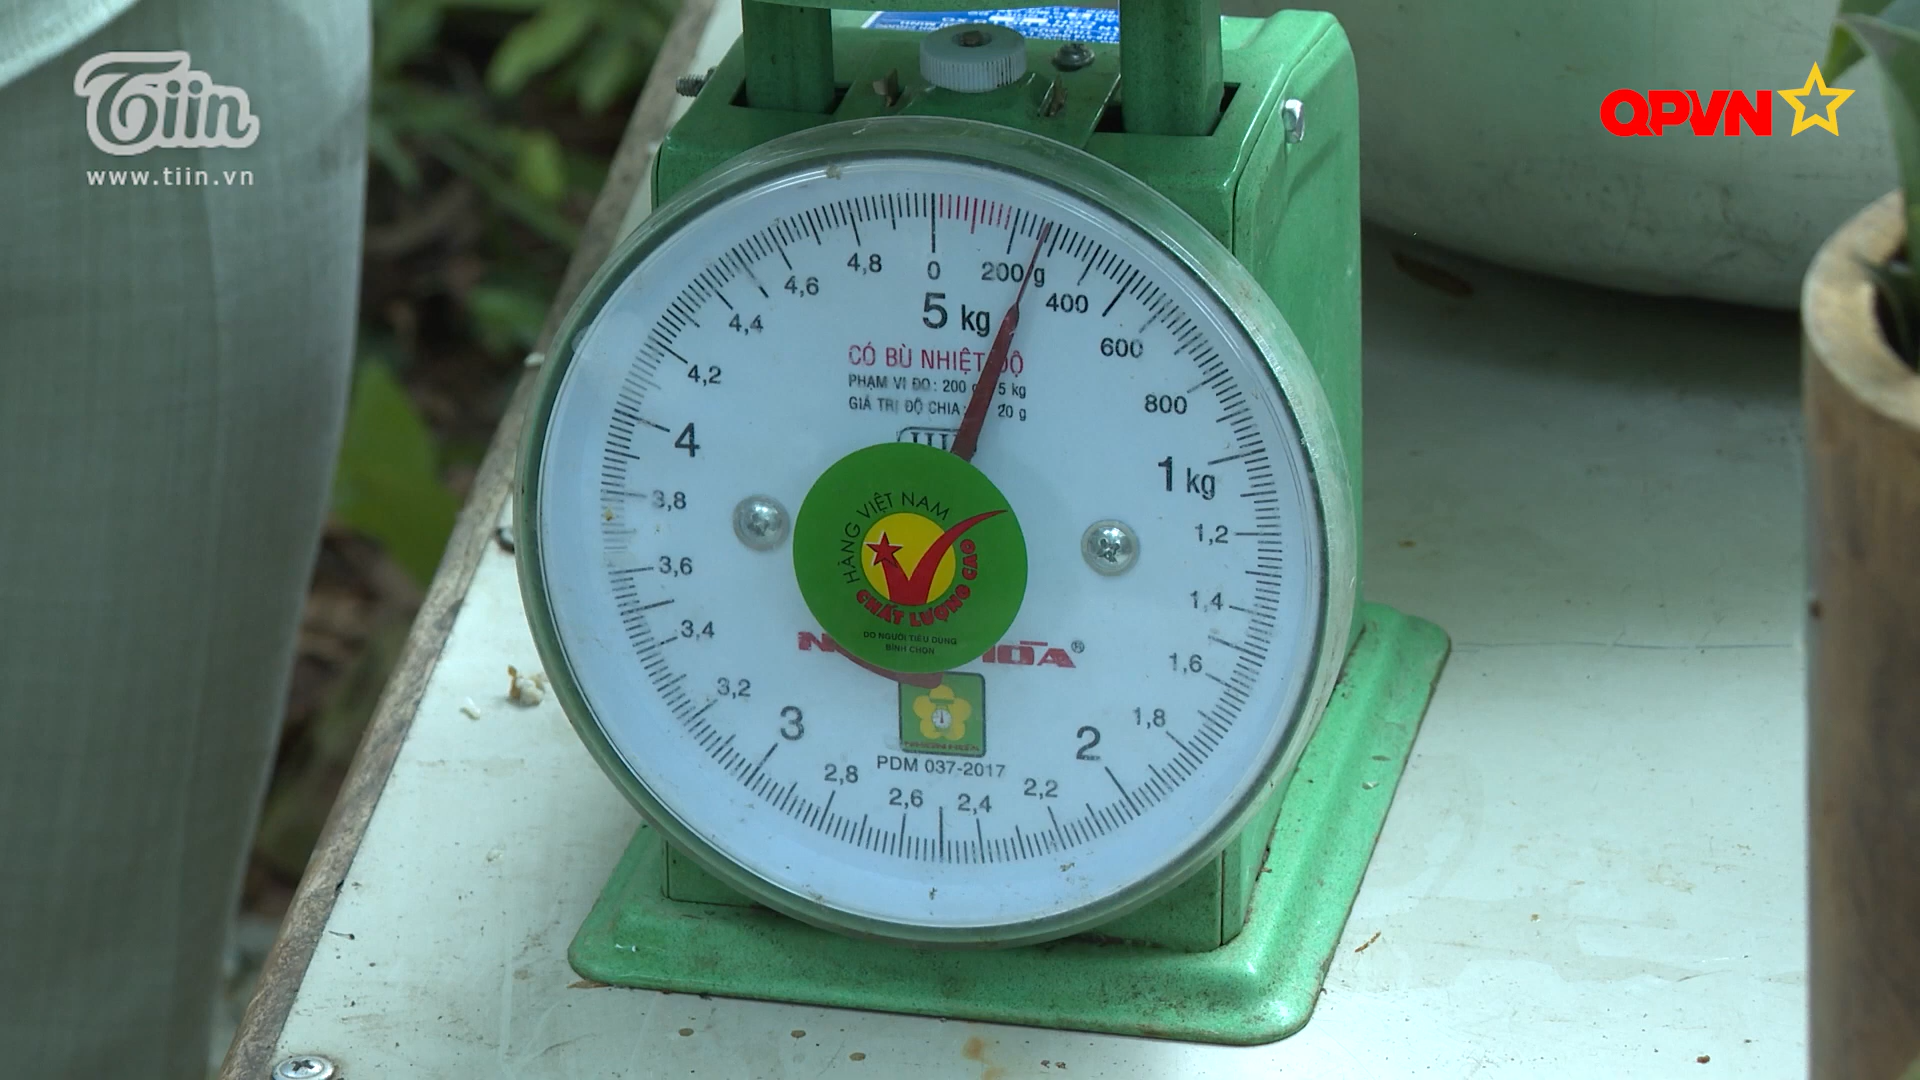 Tiin
www.tiin.vn
QPVN
0
200 g
400
600
800
1 kg
1,2
1,4
1,6
1,8
2
2,2
2,4
2,6
2,8
3
3,2
3,4
3,6
3,8
4
4,2
4,4
4,6
4,8
5 kg
CÓ BÙ NHIỆT ĐỘ
PHẠM VI ĐO: 200 g 5 kg
GIÁ TRỊ ĐỘ CHIA: 20 g
HÀNG VIỆT NAM
CHẤT LƯỢNG CAO
DO NGƯỜI TIÊU DÙNG
BÌNH CHỌN
N HÒA®
PDM 037-2017